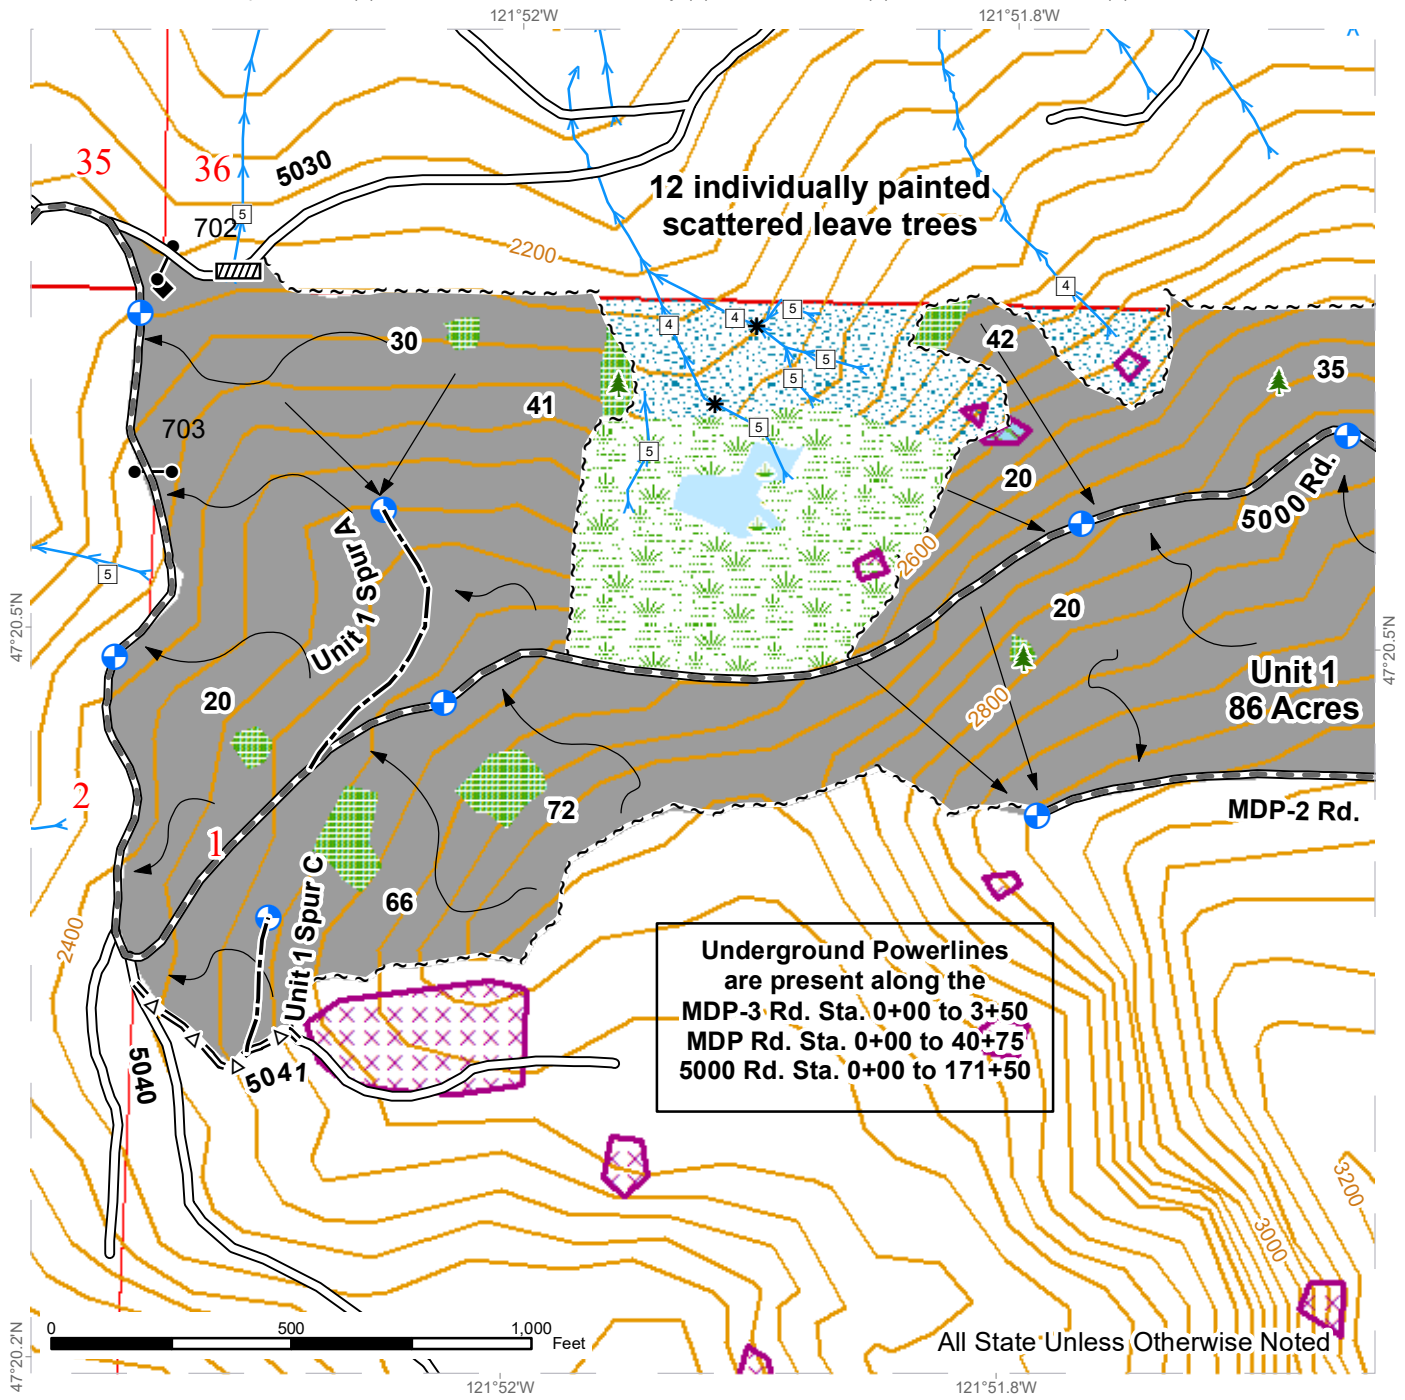 121°52'W
121°51.8'W
35
36
5030
12 individually painted
scattered leave trees
5
702
2200
4
4
4
5
5
5
30
42
35
41
703
5
5
20
5000 Rd.
Unit 1 Spur A
2600
5
47°20.5'N
47°20.5'N
20
Unit 1
86 Acres
20
2800
2
72
MDP-2 Rd.
1
Unit 1 Spur C
66
2400
Underground Powerlines
are present along the
MDP-3 Rd. Sta. 0+00 to 3+50
MDP Rd. Sta. 0+00 to 40+75
5000 Rd. Sta. 0+00 to 171+50
5040
5041
3200
3000
0
500
1,000
Feet
All State Unless Otherwise Noted
47°20.2'N
121°52'W
121°51.8'W